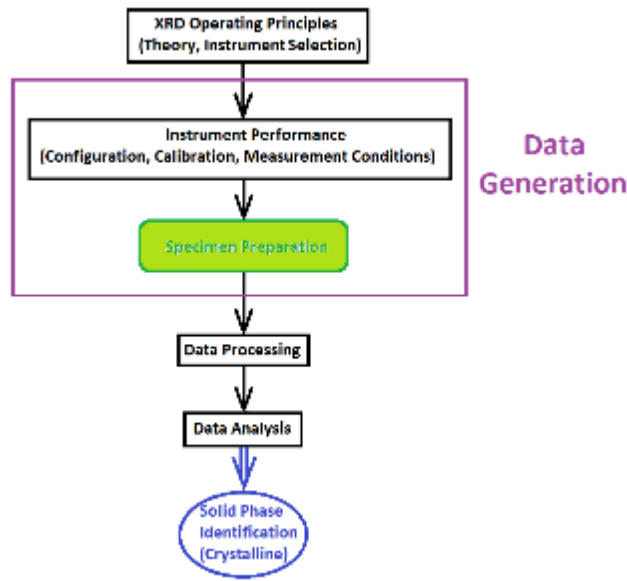 XRD Operating Principles
(Theory, Instrument Selection)
Instrument Performance
(Configuration, Calibration, Measurement Conditions)
Data
Generation
Specimen Preparation
Data Processing
Data Analysis
Solid Phase
Identification
(Crystalline)